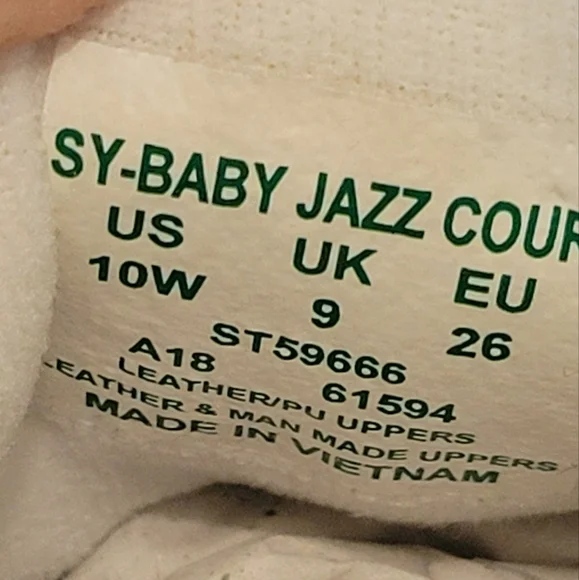 SY-BABY JAZZ COUR
US UK EU
10W 9 26
ST59666
A18 61594
LEATHER/PU UPPERS
LEATHER & MAN MADE UPPERS
MADE IN VIETNAM